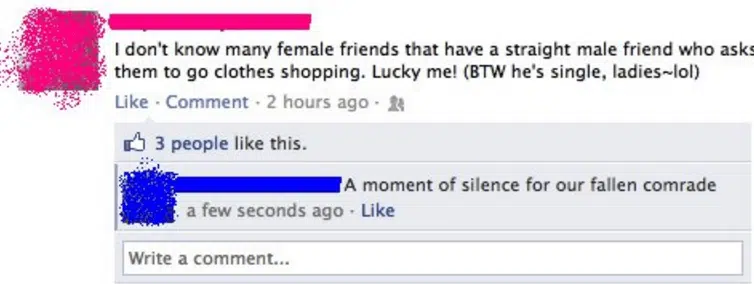 I don't know many female friends that have a straight male friend who asks
them to go clothes shopping. Lucky me! (BTW he's single, ladies~lol)
Like · Comment · 2 hours ago ·
3 people like this.
A moment of silence for our fallen comrade
a few seconds ago · Like
Write a comment...